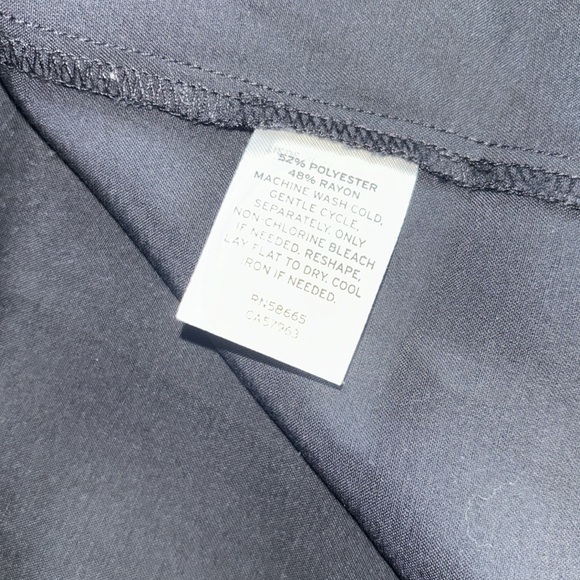 52% POLYESTER
48% RAYON
MACHINE WASH COLD,
GENTLE CYCLE,
SEPARATELY. ONLY
NON-CHLORINE BLEACH
IF NEEDED. RESHAPE,
LAY FLAT TO DRY. COOL
IRON IF NEEDED.
RN58665
CA57963